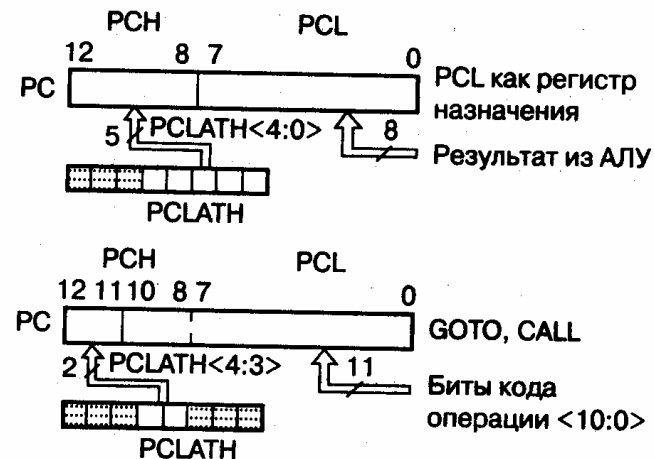 PCH PCL
12 8 7 0
PC PCL как регистр
назначения
5 PCLATH<4:0> 8
Результат из АЛУ
PCLATH
PCH PCL
12 11 10 8 7 0
PC GOTO, CALL
2 PCLATH<4:3> 11
Биты кода
операции <10:0>
PCLATH